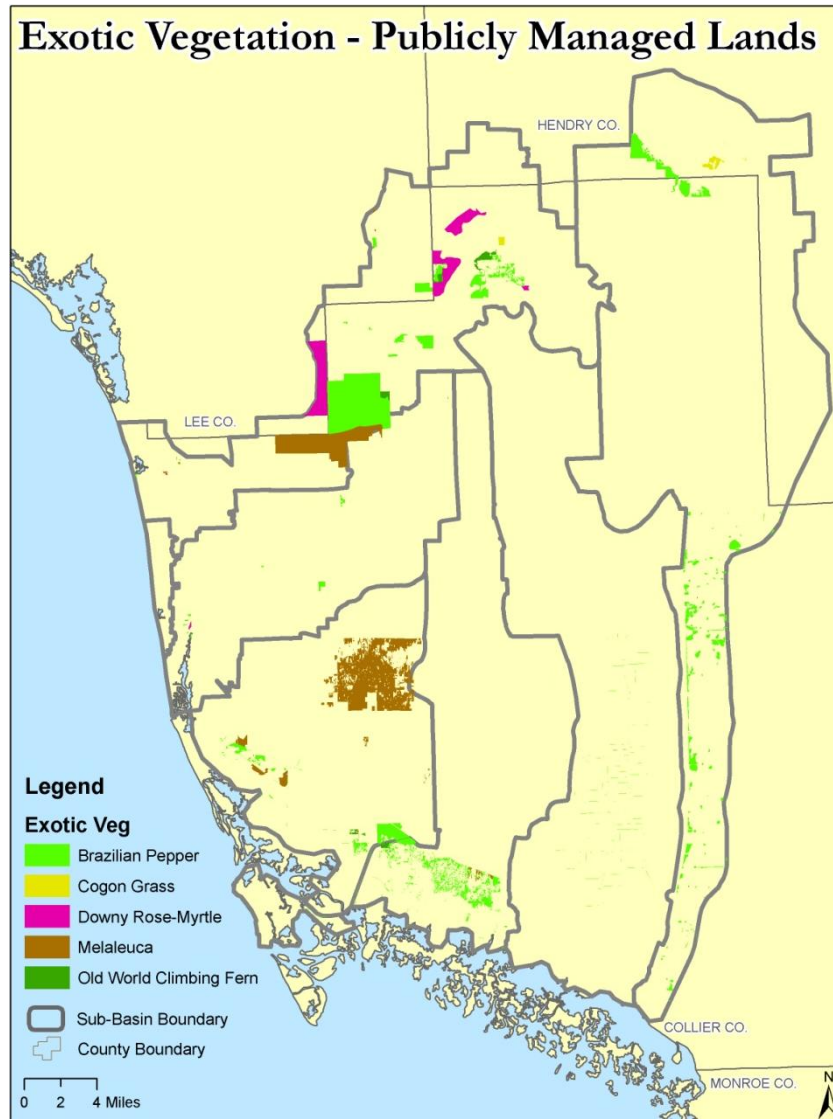 Exotic Vegetation - Publicly Managed Lands
HENDRY CO.
LEE CO.
Legend
Exotic Veg
Brazilian Pepper
Cogon Grass
Downy Rose-Myrtle
Melaleuca
Old World Climbing Fern
Sub-Basin Boundary
County Boundary
0 2 4 Miles
COLLIER CO.
MONROE CO.
N